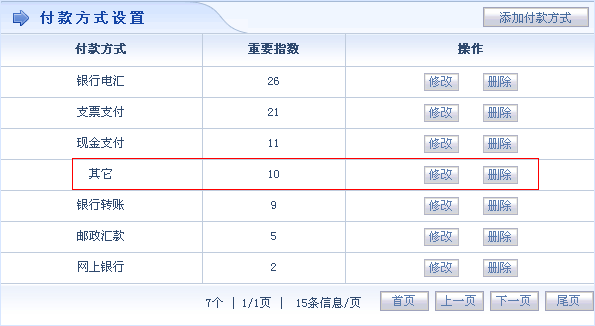 付款方式设置 添加付款方式
付款方式 重要指数 操作
银行电汇 26 修改 删除
支票支付 21 修改 删除
现金支付 11 修改 删除
其它 10 修改 删除
银行转账 9 修改 删除
邮政汇款 5 修改 删除
网上银行 2 修改 删除
7个 | 1/1页 | 15条信息/页 首页 上一页 下一页 尾页